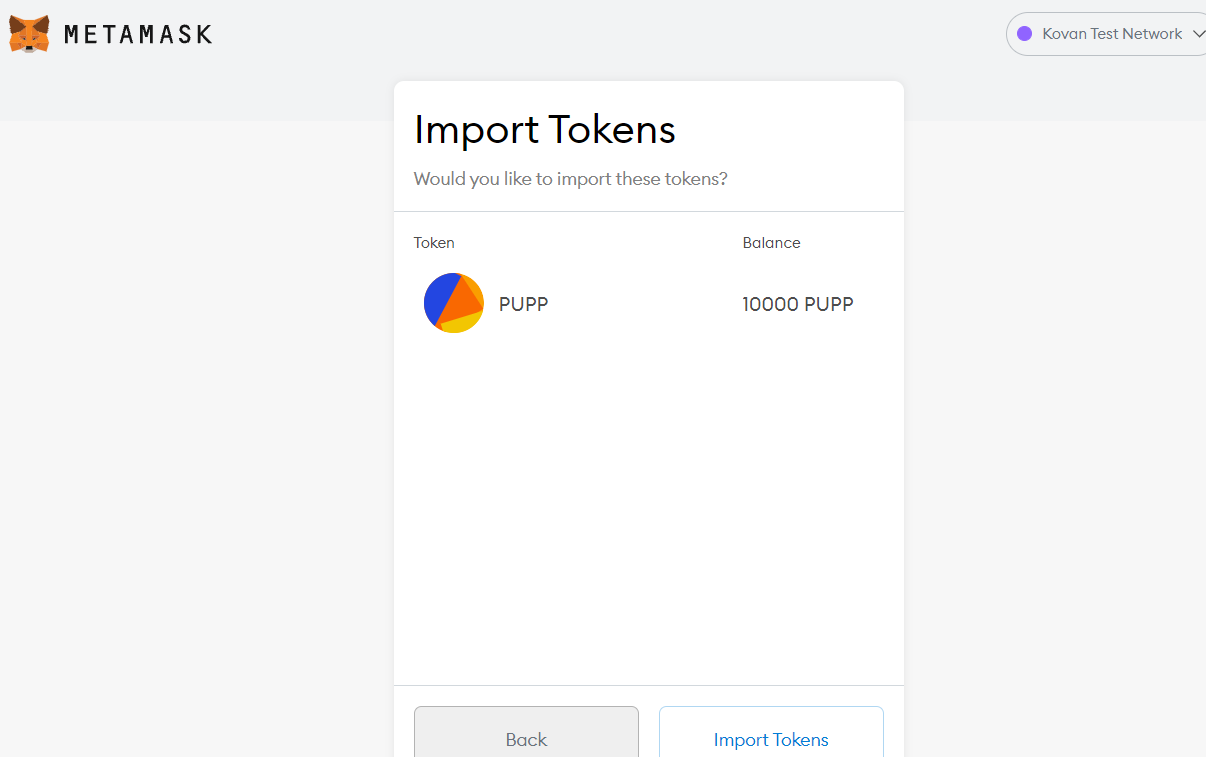 METAMASK
Kovan Test Network
Import Tokens
Would you like to import these tokens?
Token Balance
PUPP 10000 PUPP
Back Import Tokens